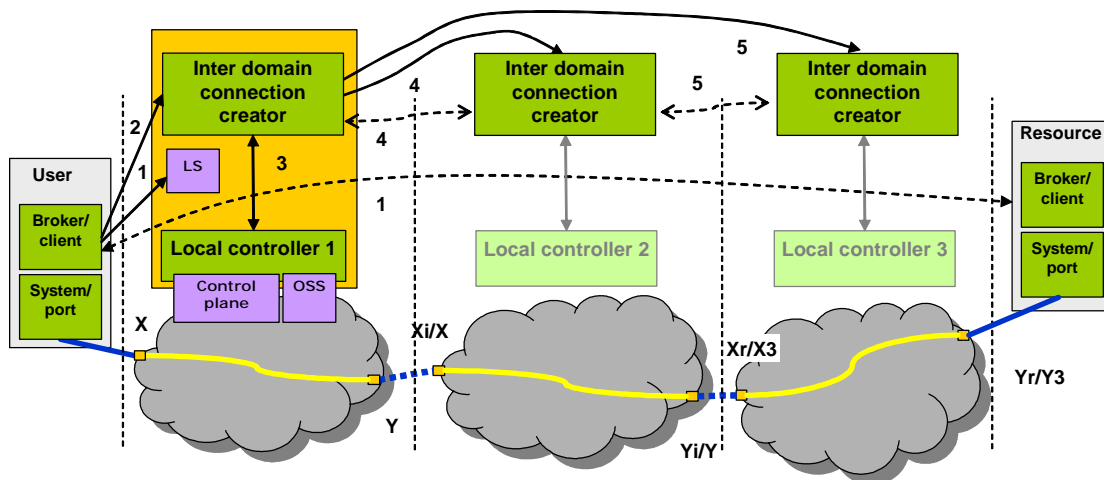 Inter domain
connection
creator
Inter domain
connection
creator
Inter domain
connection
creator
5
5
4
4
2
1
3
1
LS
User
Broker/
client
System/
port
Resource
Broker/
client
System/
port
Local controller 1
Local controller 2
Local controller 3
Control
plane
OSS
X
Xi/X
Xr/X3
Yr/Y3
Y
Yi/Y